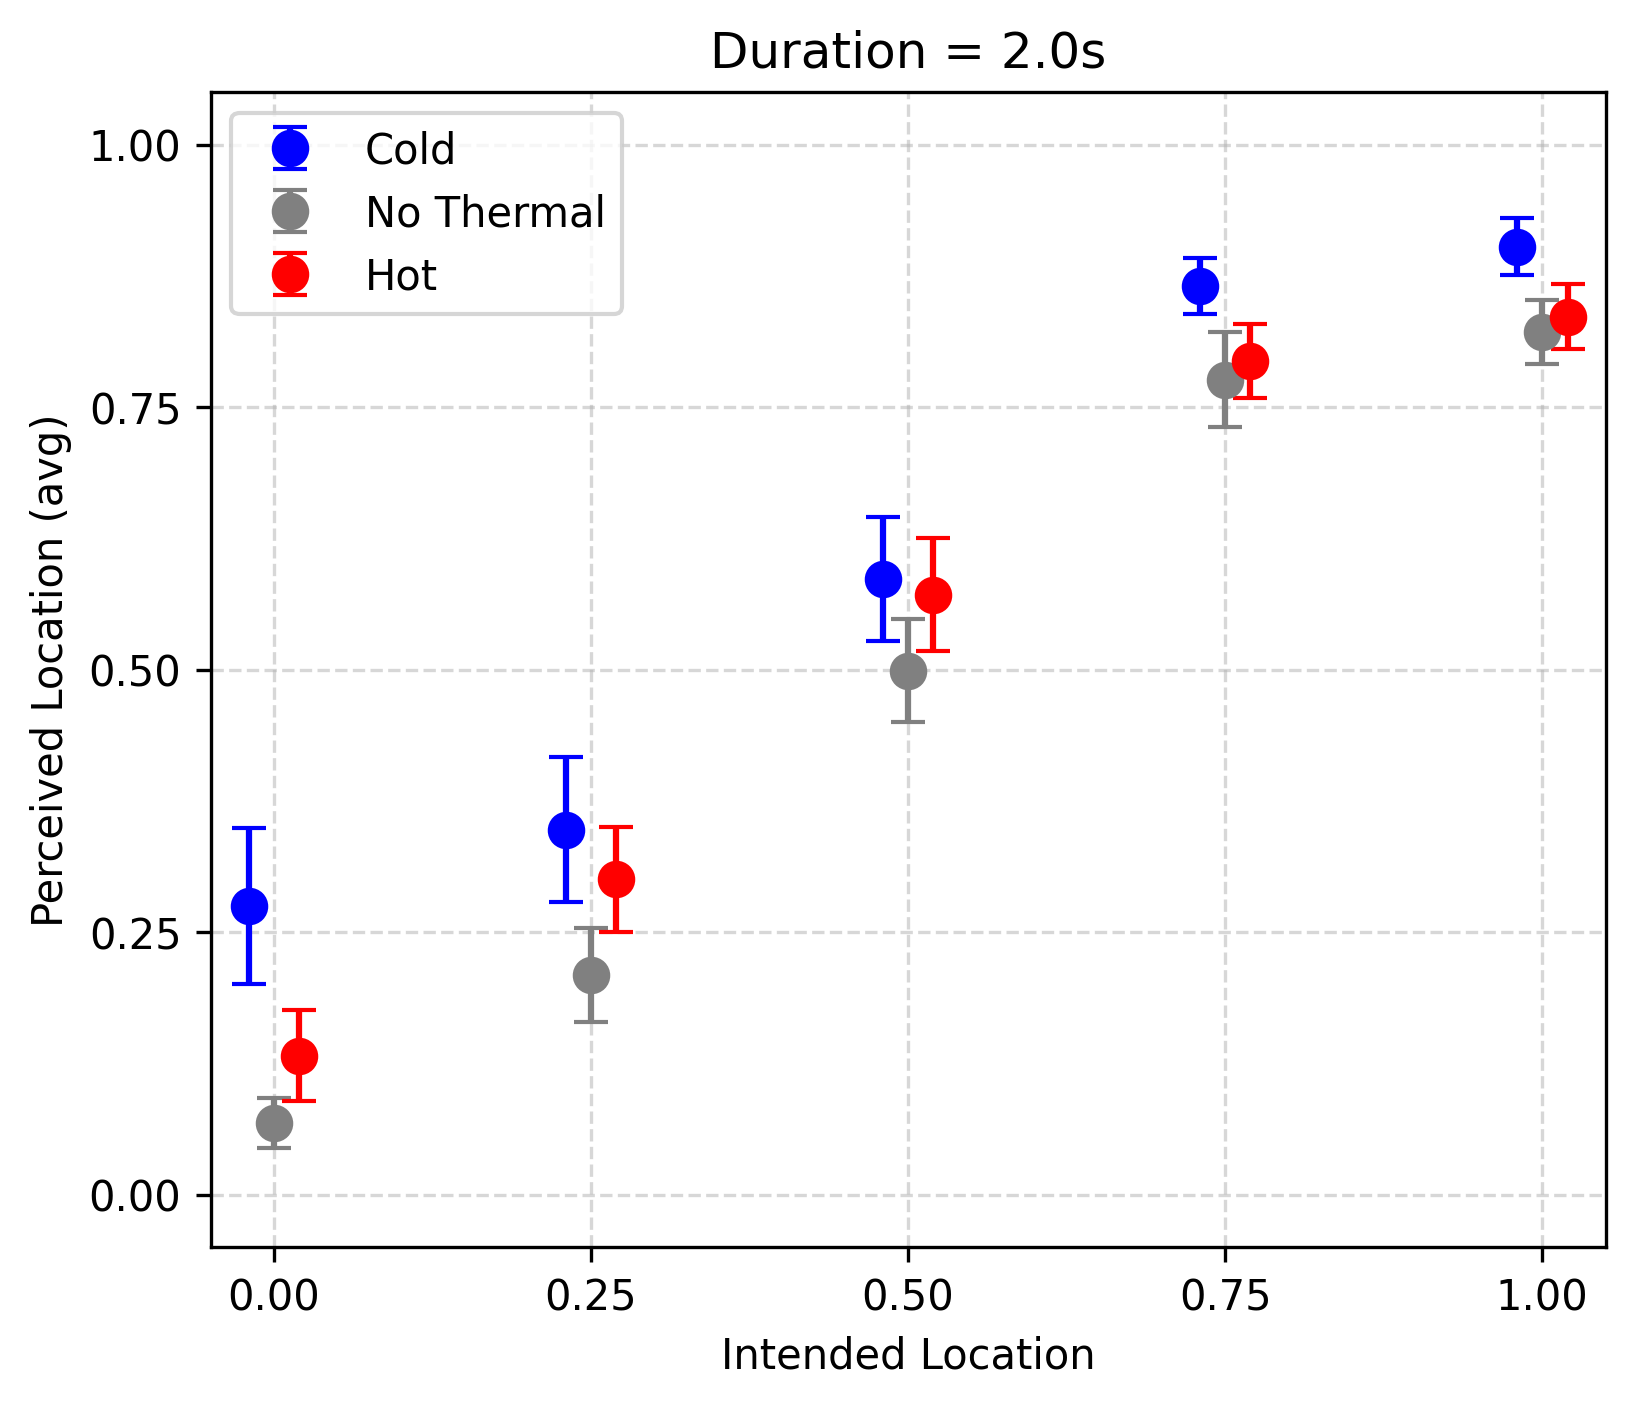 Duration = 2.0s
Cold
No Thermal
Hot
1.00
0.75
0.50
0.25
0.00
Perceived Location (avg)
0.00 0.25 0.50 0.75 1.00
Intended Location